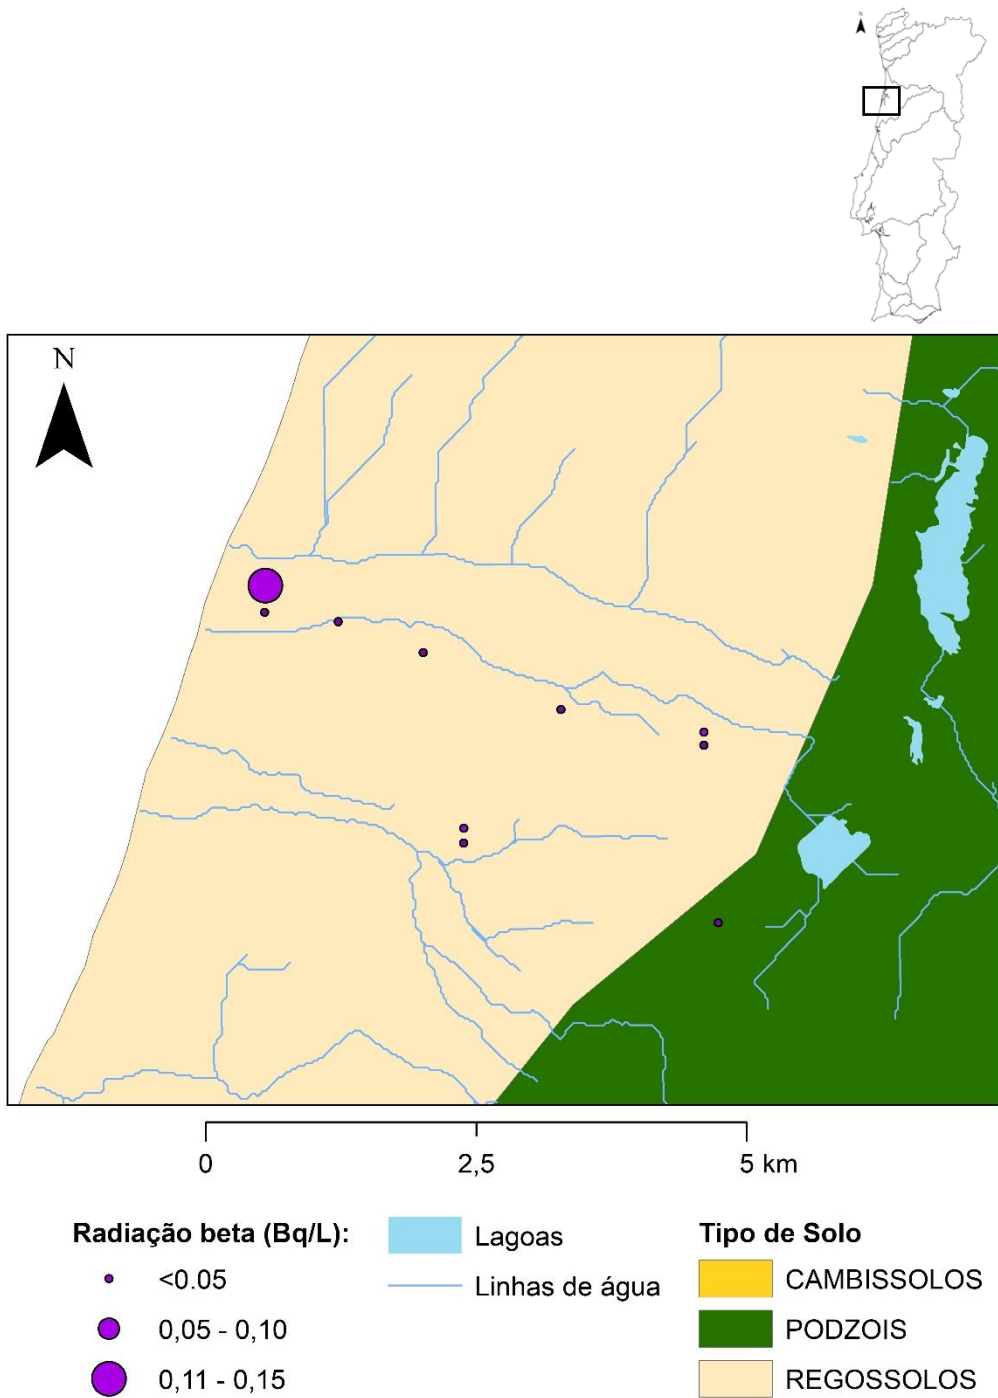 N
N
0
2,5
5 km
Radiação beta (Bq/L):
<0.05
0,05 - 0,10
0,11 - 0,15
Lagoas
Linhas de água
Tipo de Solo
CAMBISSOLOS
PODZOIS
REGOSSOLOS